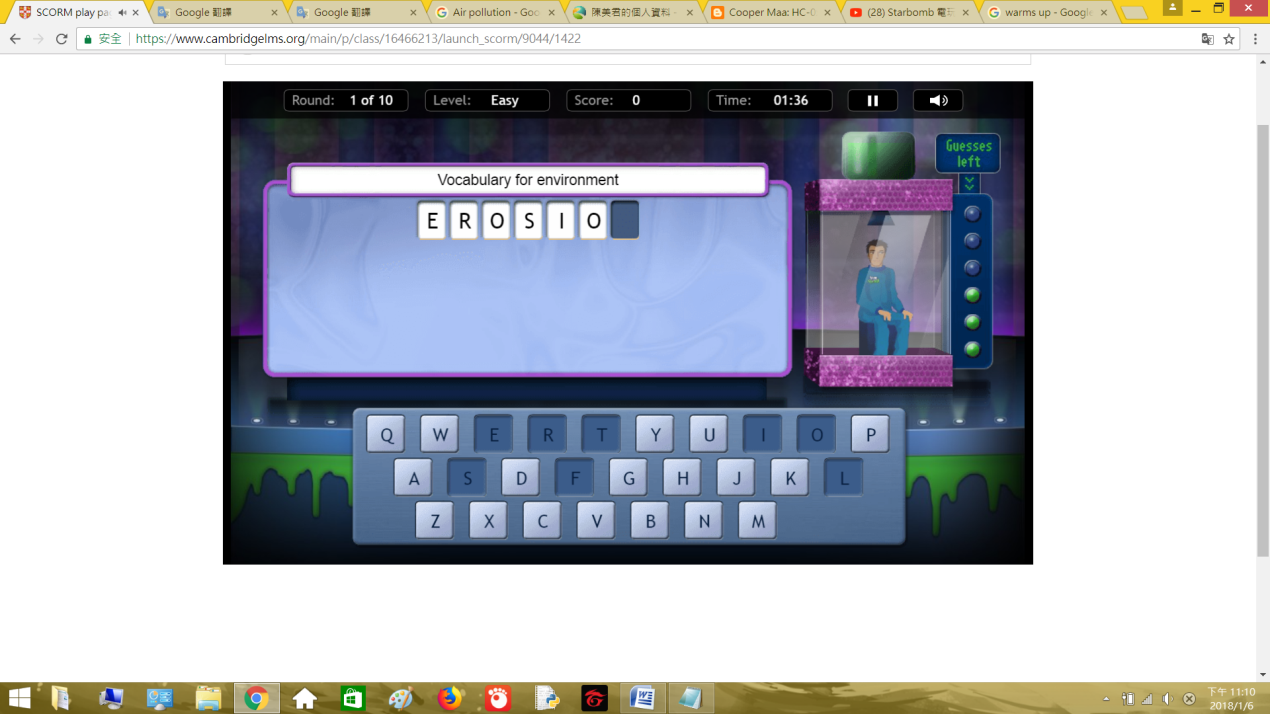 SCORM play pa
Google 翻譯
Google 翻譯
Air pollution - Goo
陳美君的個人資料 -
Cooper Maa: HC-0
(28) Starbomb 電玩
warms up - Google
安全 | https://www.cambridgelms.org/main/p/class/16466213/launch_scorm/9044/1422
Round: 1 of 10 Level: Easy Score: 0 Time: 01:36
Guesses
left
Vocabulary for environment
E R O S I O
Q W E R T Y U I O P
A S D F G H J K L
Z X C V B N M
下午 11:10
2018/1/6